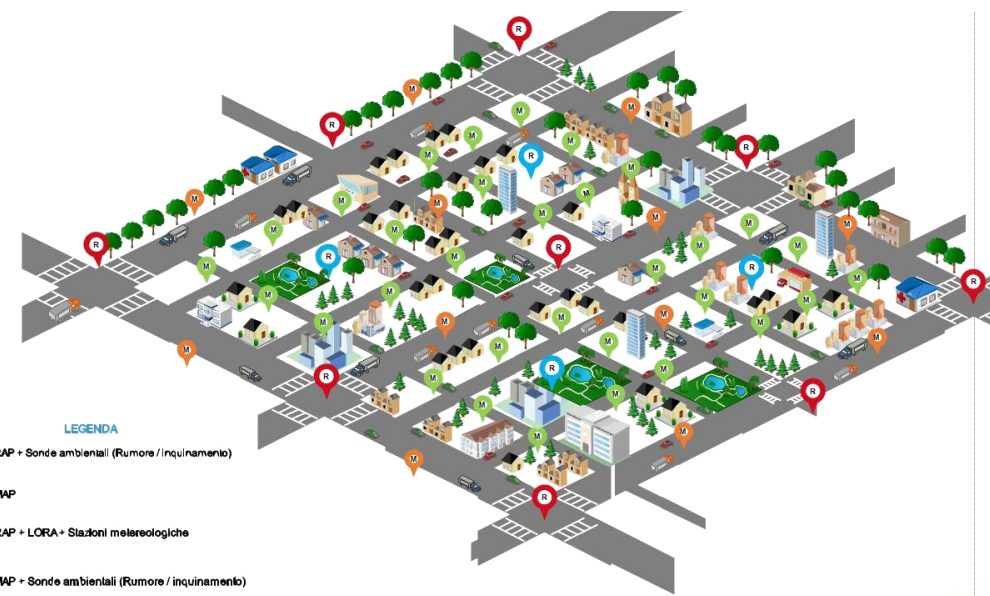 R
M
M
M
R
M
M
R
M
R
M
M
M
M
M
M
M
M
M
M
M
R
M
M
R
R
M
M
M
R
M
R
M
M
M
M
M
M
M
M
M
M
M
M
M
R
M
R
M
R
M
M
LEGENDA
M
M
RAP + Sonde ambientali (Rumore / inquinamento)
M
MAP
R
RAP + LORA + Stazioni metereologiche
MAP + Sonde ambientali (Rumore / inquinamento)